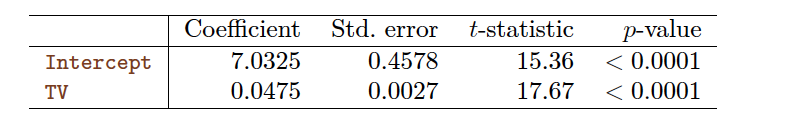 Coefficient Std. error t-statistic p-value
Intercept 7.0325 0.4578 15.36 < 0.0001
TV 0.0475 0.0027 17.67 < 0.0001